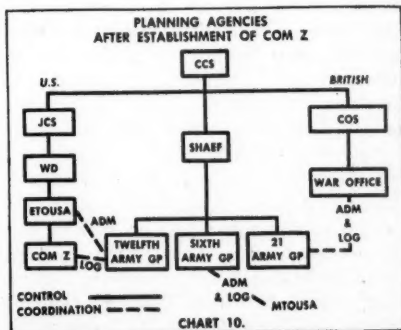 PLANNING AGENCIES
AFTER ESTABLISHMENT OF COM Z
CCS
U.S.
BRITISH
JCS
SHAEF
COS
WD
WAR OFFICE
ETOUSA
ADM
ADM
& LOG
COM Z
LOG
TWELFTH
ARMY GP
SIXTH
ARMY GP
21
ARMY GP
ADM
& LOG
MTOUSA
CONTROL
COORDINATION
CHART 10.